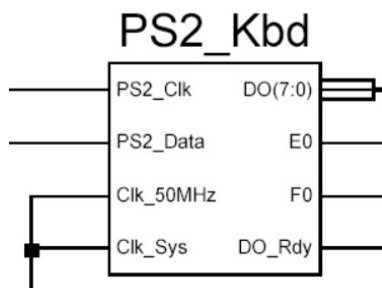 PS2_Kbd
PS2_Clk DO(7:0)
PS2_Data E0
Clk_50MHz F0
Clk_Sys DO_Rdy